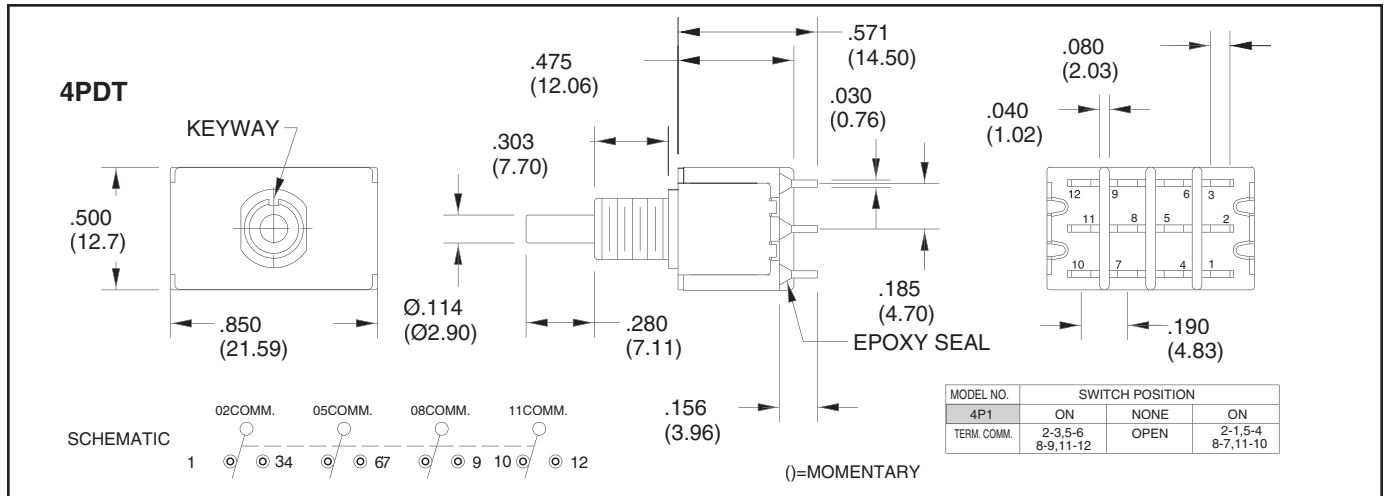 4PDT
KEYWAY
.500
(12.7)
.850
(21.59)
.475
(12.06)
.571
(14.50)
.303
(7.70)
.030
(0.76)
Ø.114
(Ø2.90)
.280
(7.11)
.185
(4.70)
EPOXY SEAL
.156
(3.96)
.080
(2.03)
.040
(1.02)
12 9 6 3
11 8 5 2
10 7 4 1
.190
(4.83)
SCHEMATIC
02COMM. 05COMM. 08COMM. 11COMM.
1 34 67 9 10 12
()=MOMENTARY
MODEL NO. SWITCH POSITION
4P1 ON NONE ON
TERM. COMM. 2-3,5-6 OPEN 2-1,5-4
8-9,11-12 8-7,11-10